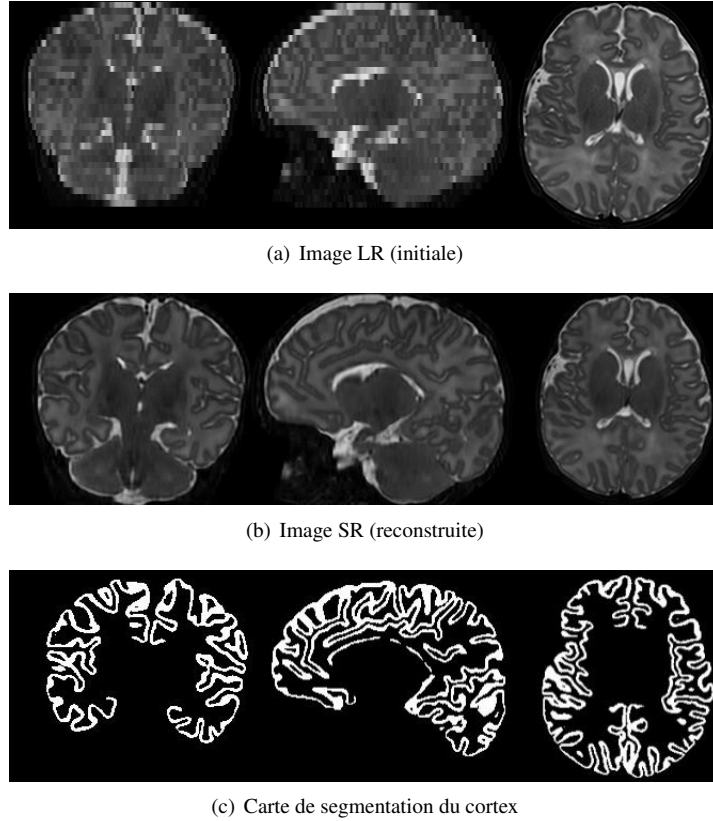 (a) Image LR (initiale)
(b) Image SR (reconstruite)
(c) Carte de segmentation du cortex